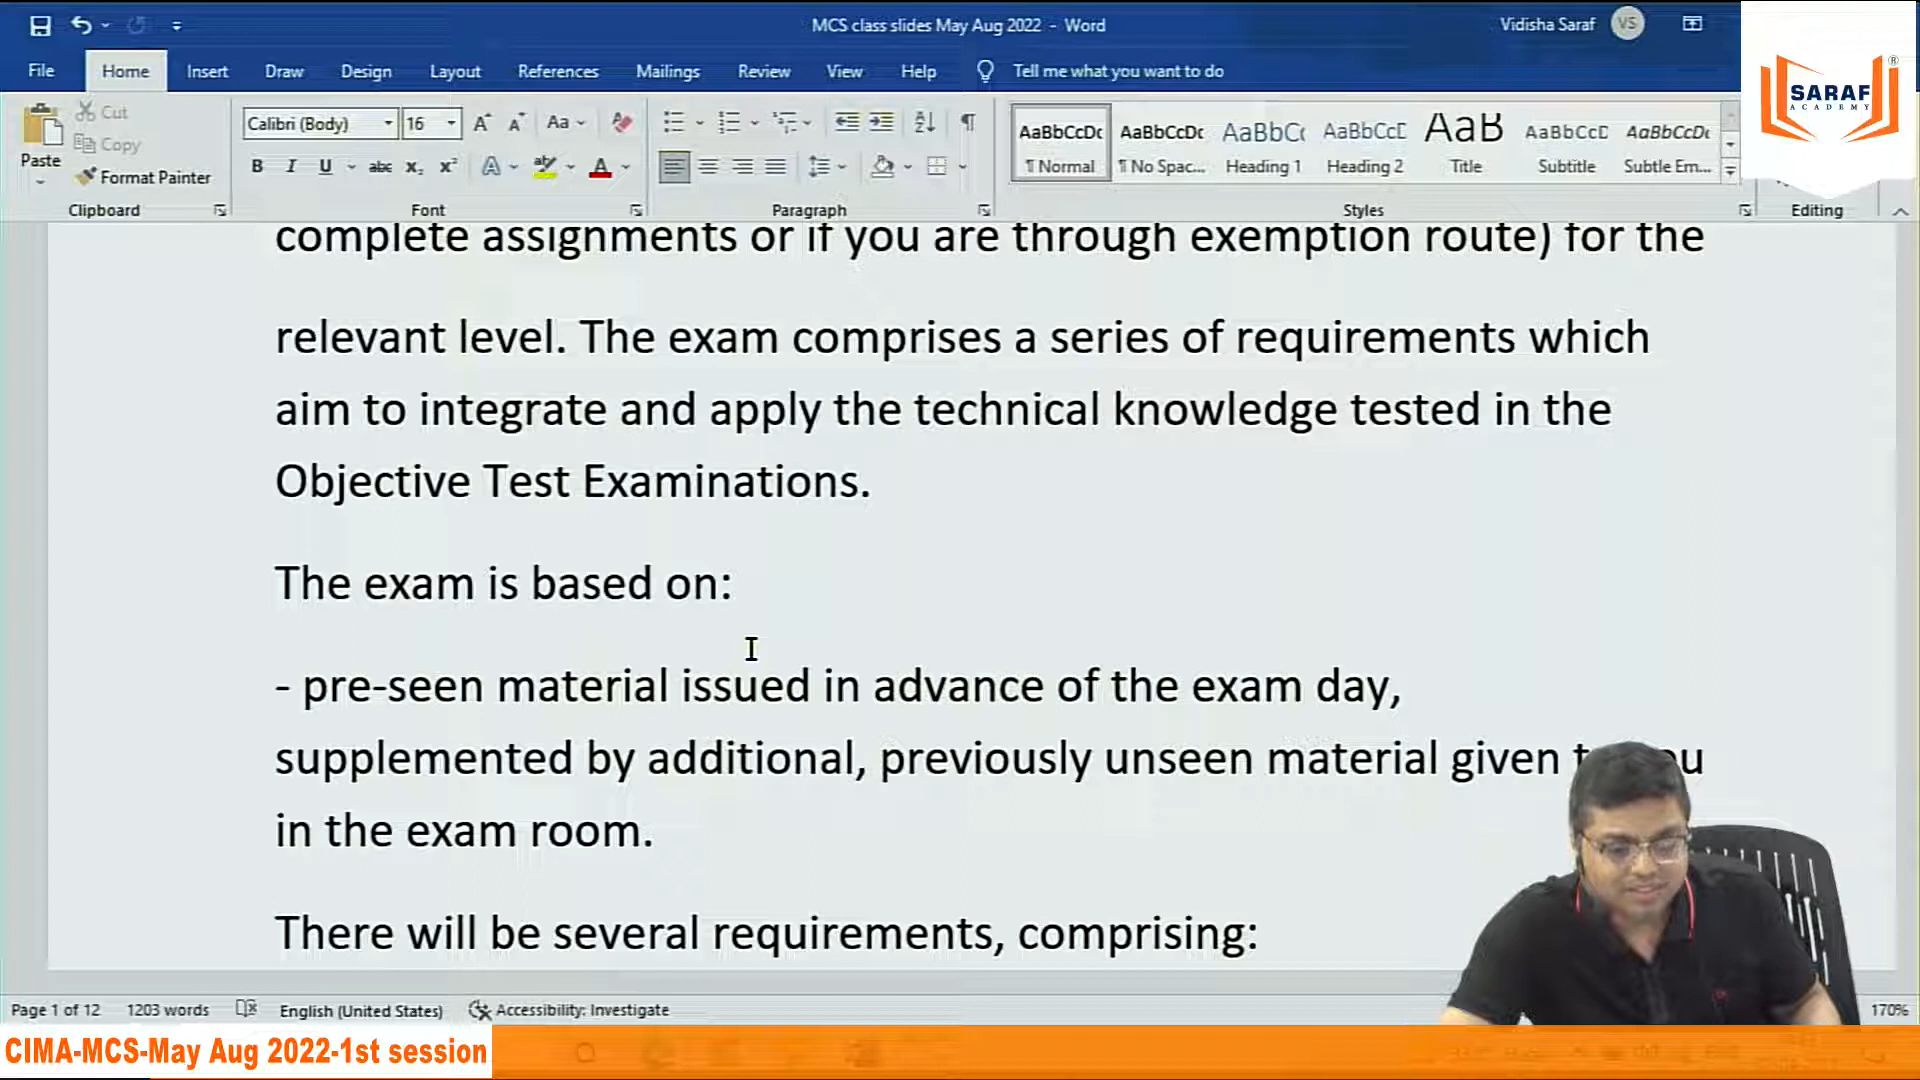 MCS class slides May Aug 2022 - Word
Vidisha Saraf VS
File Home Insert Draw Design Layout References Mailings Review View Help Tell me what you want to do
SARAF ®
ACADEMY
Paste
Cut
Copy
Format Painter
Clipboard
Calibri (Body) 16
Font
Paragraph
AaBbCcDc AaBbCcDc AaBbC AaBbCcE AaB AaBbCcD AaBbCcDc
¶ Normal ¶ No Spac... Heading 1 Heading 2 Title Subtitle Subtle Em...
Styles
Editing
complete assignments or if you are through exemption route) for the
relevant level. The exam comprises a series of requirements which
aim to integrate and apply the technical knowledge tested in the
Objective Test Examinations.
The exam is based on:
- pre-seen material issued in advance of the exam day,
supplemented by additional, previously unseen material given
in the exam room.
There will be several requirements, comprising:
Page 1 of 12 1203 words English (United States) Accessibility: Investigate 170%
CIMA-MCS-May Aug 2022-1st session